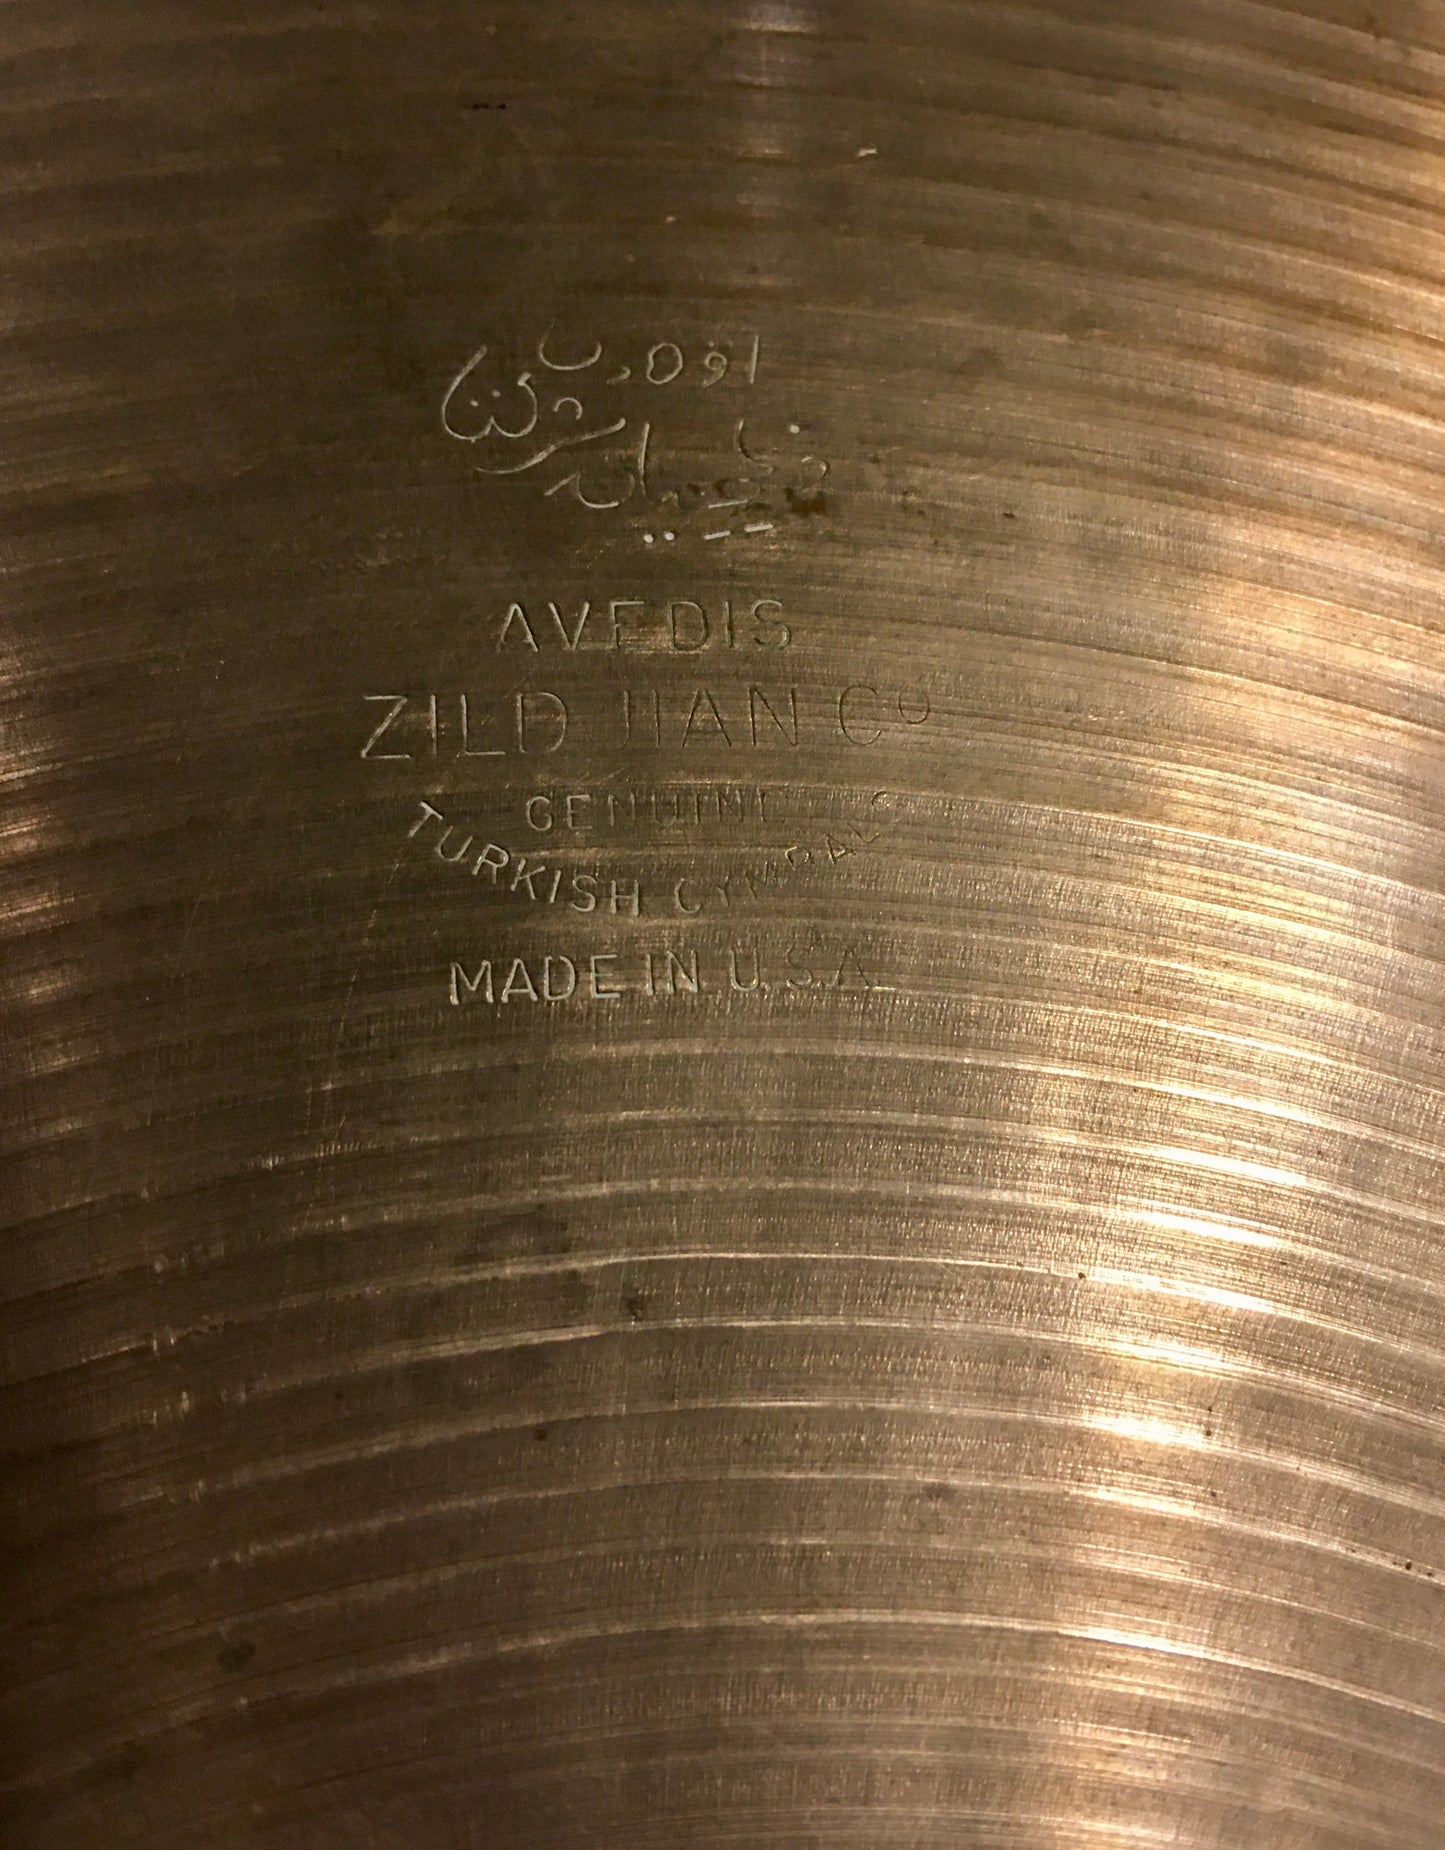 AVEDIS
ZILDJIAN Co
GENUINE
TURKISH CYMBALS
MADE IN U.S.A.